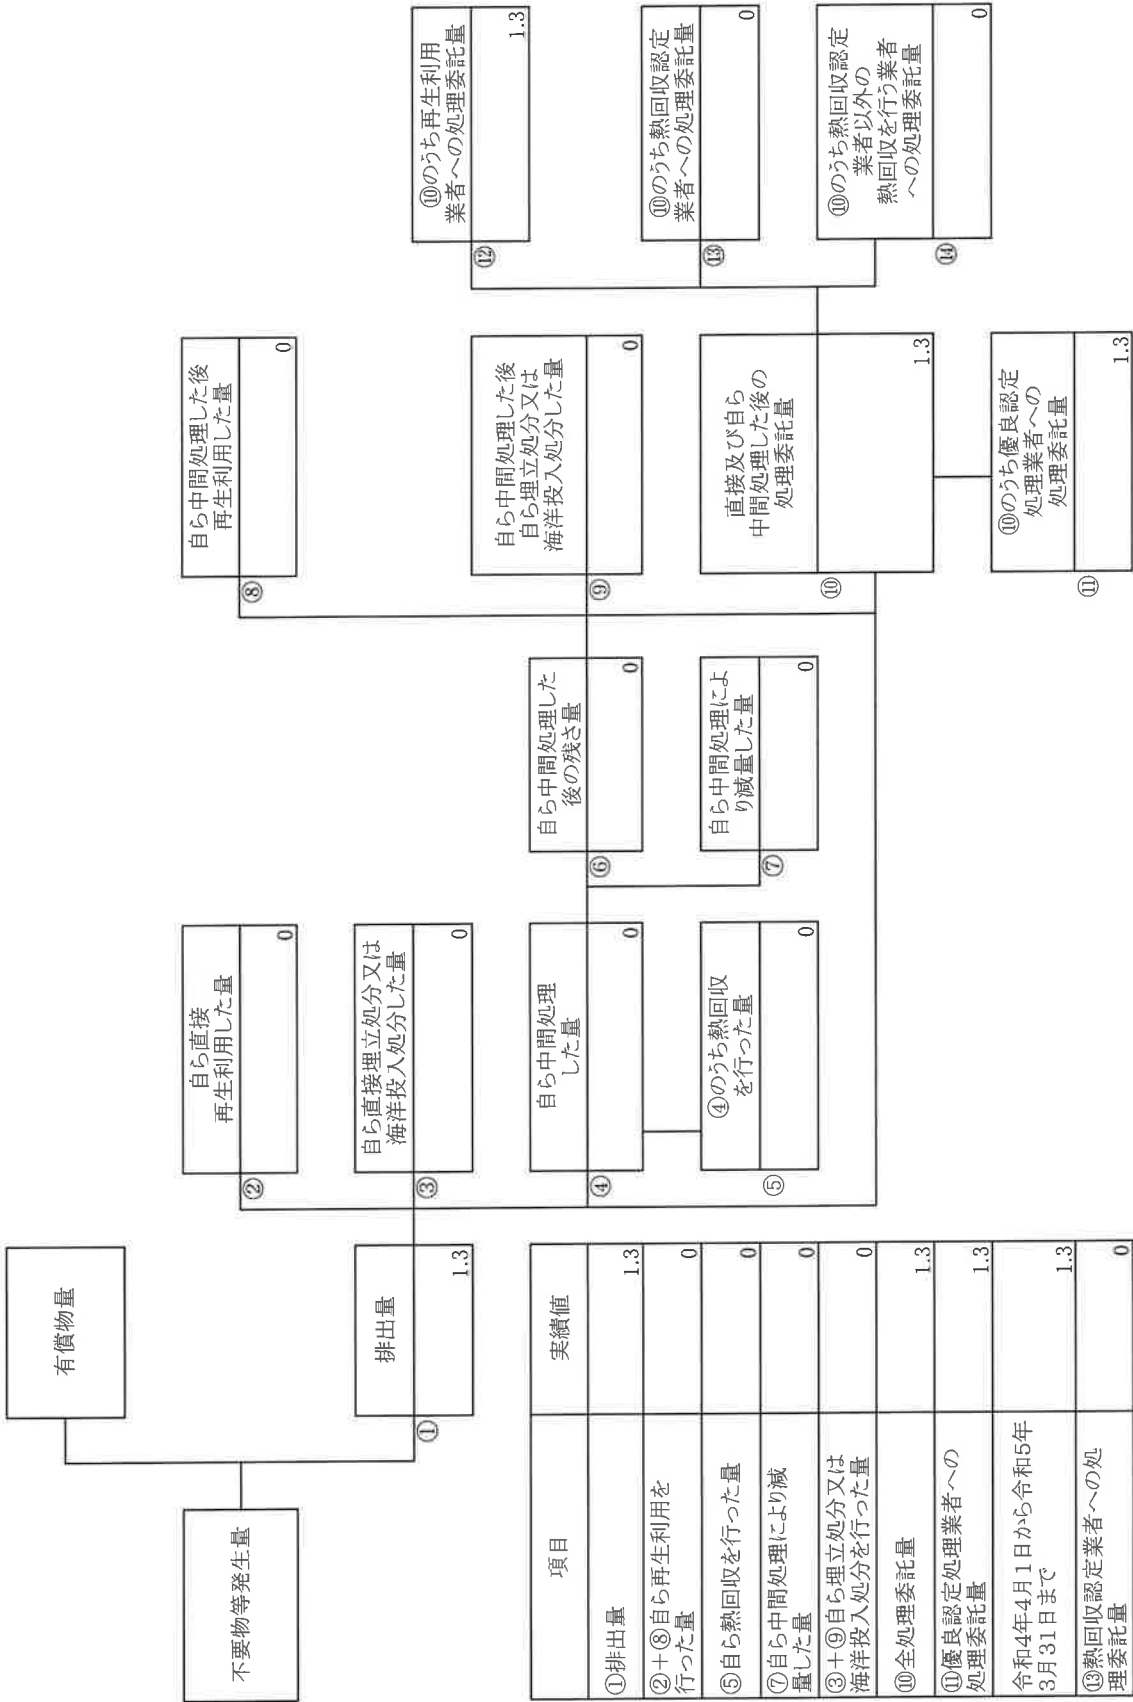 不要物等発生量
有償物量
①
排出量
1.3
②
自ら直接
再生利用した量
0
③
自ら直接埋立処分又は
海洋投入処分した量
0
④
自ら中間処理
した量
0
⑤
④のうち熱回収
を行った量
0
⑥
自ら中間処理した
後の残さ量
0
⑦
自ら中間処理によ
り減量した量
0
⑧
自ら中間処理した後
再生利用した量
0
⑨
自ら中間処理した後
自ら埋立処分又は
海洋投入処分した量
0
⑩
直接及び自ら
中間処理した後の
処理委託量
1.3
⑪
⑩のうち優良認定
処理業者への
処理委託量
1.3
⑫
⑩のうち再生利用
業者への処理委託量
1.3
⑬
⑩のうち熱回収認定
業者への処理委託量
0
⑭
⑩のうち熱回収認定
業者以外の
熱回収を行う業者
への処理委託量
0
項目 実績値
①排出量 1.3
②＋⑧自ら再生利用を
行った量 0
⑤自ら熱回収を行った量 0
⑦自ら中間処理により減
量した量 0
③＋⑨自ら埋立処分又は
海洋投入処分を行った量 0
⑩全処理委託量 1.3
⑪優良認定処理業者への
処理委託量 1.3
令和4年4月1日から令和5年
3月31日まで 1.3
⑬熱回収認定業者への処
理委託量 0